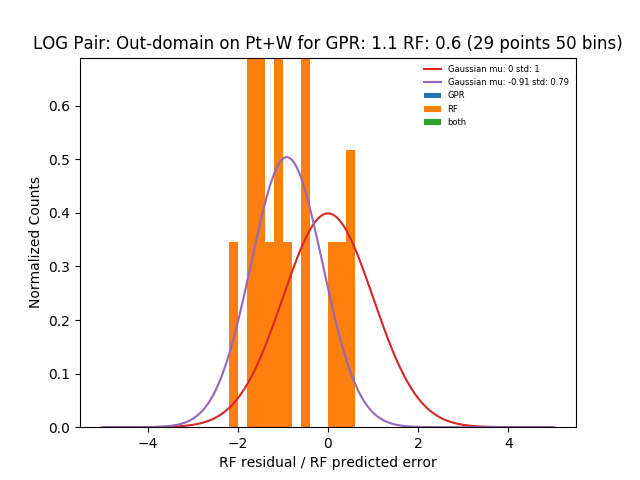 LOG Pair: Out-domain on Pt+W for GPR: 1.1 RF: 0.6 (29 points 50 bins)
Gaussian mu: 0 std: 1
Gaussian mu: -0.91 std: 0.79
GPR
RF
both
Normalized Counts
0.6
0.5
0.4
0.3
0.2
0.1
0.0
−4 −2 0 2 4
RF residual / RF predicted error